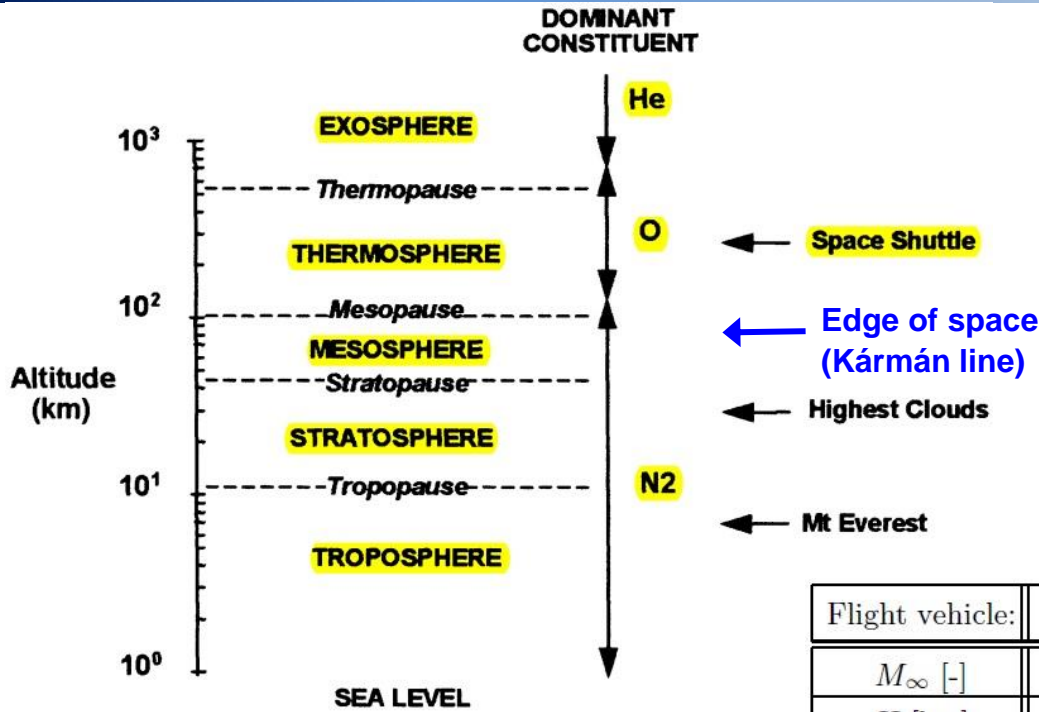 DOMINANT
CONSTITUENT
He
EXOSPHERE
10³
Thermopause
O
Space Shuttle
THERMOSPHERE
10²
Mesopause
Edge of space
(Kármán line)
MESOSPHERE
Altitude
(km)
Stratopause
Highest Clouds
STRATOSPHERE
10¹
Tropopause
N2
Mt Everest
TROPOSPHERE
Flight vehicle:
10⁰
M∞ [-]
SEA LEVEL